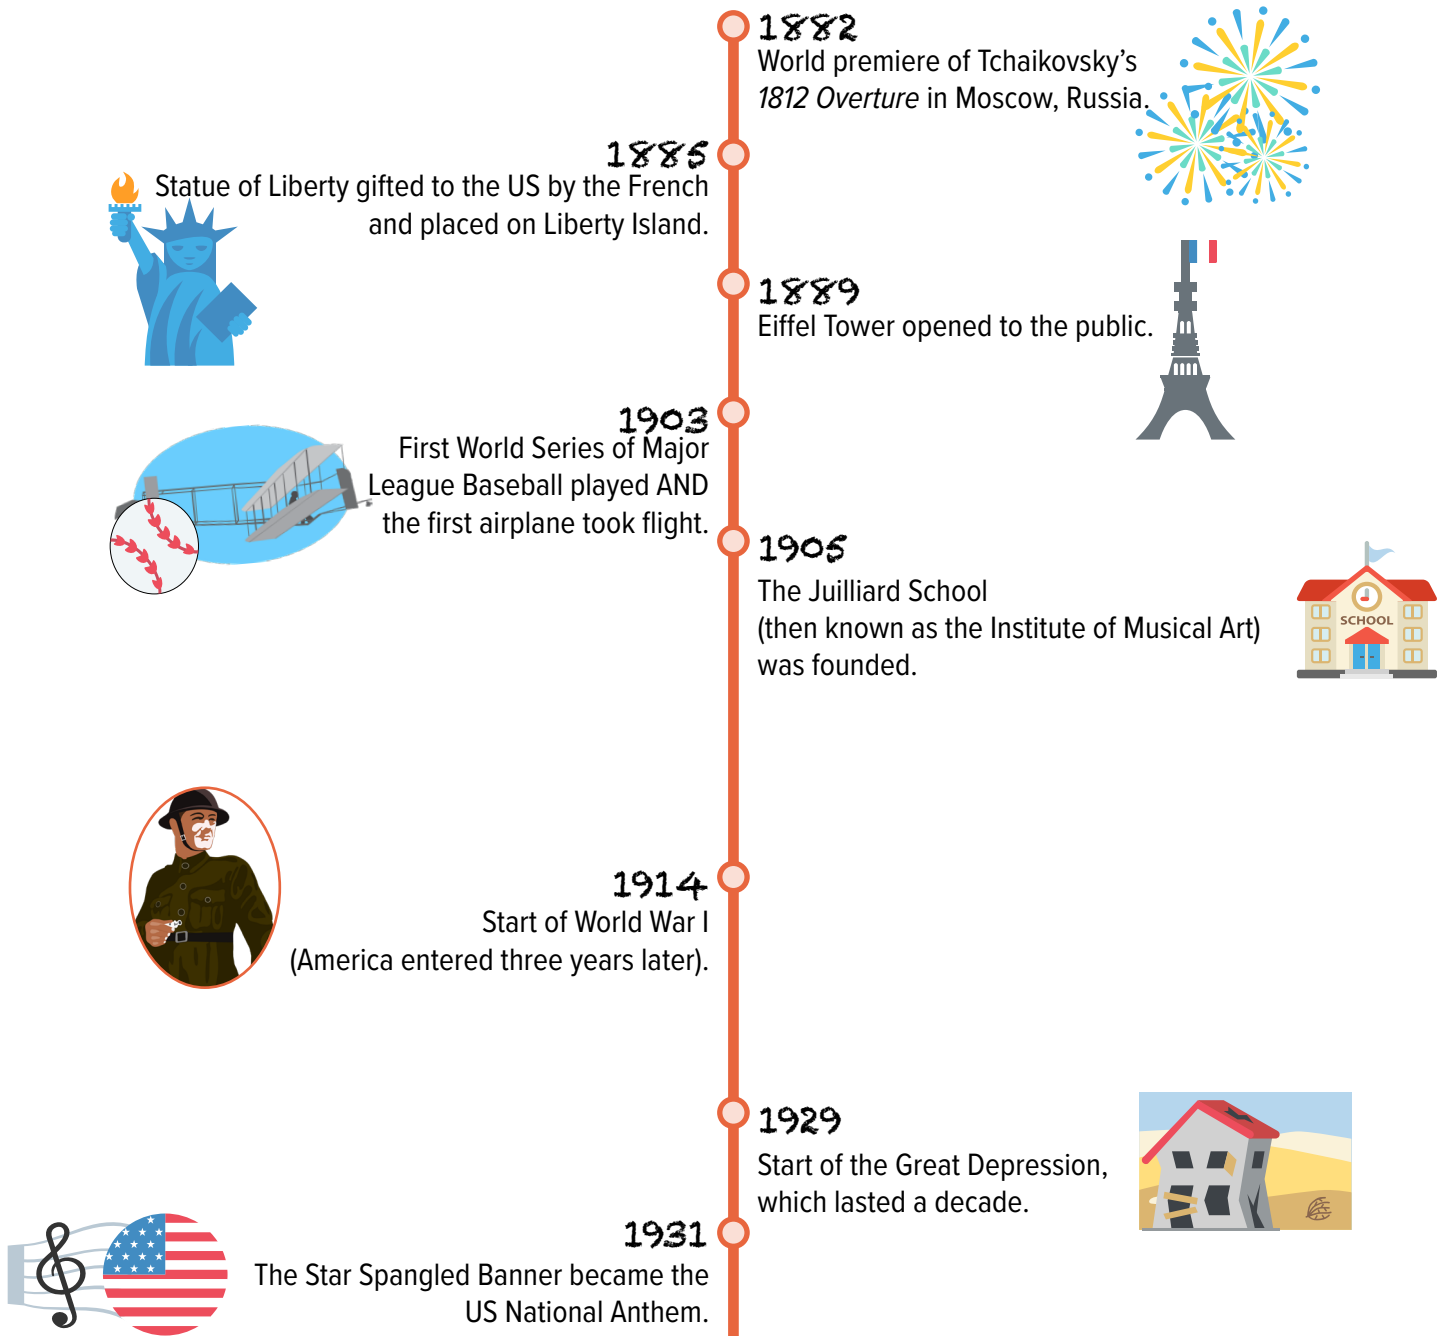 1882
World premiere of Tchaikovsky’s
1812 Overture in Moscow, Russia.
1885
Statue of Liberty gifted to the US by the French
and placed on Liberty Island.
1889
Eiffel Tower opened to the public.
1903
First World Series of Major
League Baseball played AND
the first airplane took flight.
1905
The Juilliard School
(then known as the Institute of Musical Art)
was founded.
SCHOOL
1914
Start of World War I
(America entered three years later).
1929
Start of the Great Depression,
which lasted a decade.
1931
The Star Spangled Banner became the
US National Anthem.